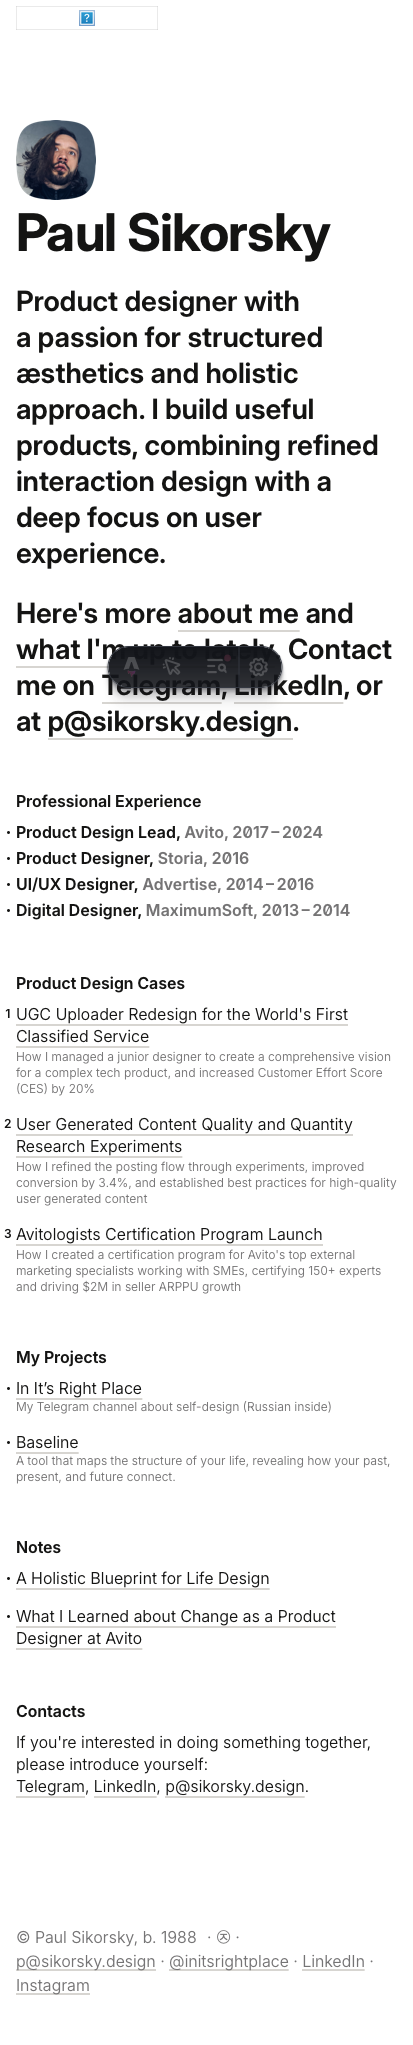 Paul Sikorsky
Product designer with
a passion for structured
æsthetics and holistic
approach. I build useful
products, combining refined
interaction design with a
deep focus on user
experience.
Here's more about me and
what I'm up to lately. Contact
me on Telegram, LinkedIn, or
at p@sikorsky.design.
Professional Experience
· Product Design Lead, Avito, 2017–2024
· Product Designer, Storia, 2016
· UI/UX Designer, Advertise, 2014–2016
· Digital Designer, MaximumSoft, 2013–2014
Product Design Cases
1 UGC Uploader Redesign for the World's First
Classified Service
How I managed a junior designer to create a comprehensive vision
for a complex tech product, and increased Customer Effort Score
(CES) by 20%
2 User Generated Content Quality and Quantity
Research Experiments
How I refined the posting flow through experiments, improved
conversion by 3.4%, and established best practices for high-quality
user generated content
3 Avitologists Certification Program Launch
How I created a certification program for Avito's top external
marketing specialists working with SMEs, certifying 150+ experts
and driving $2M in seller ARPPU growth
My Projects
· In It’s Right Place
My Telegram channel about self-design (Russian inside)
· Baseline
A tool that maps the structure of your life, revealing how your past,
present, and future connect.
Notes
· A Holistic Blueprint for Life Design
· What I Learned about Change as a Product
Designer at Avito
Contacts
If you're interested in doing something together,
please introduce yourself:
Telegram, LinkedIn, p@sikorsky.design.
© Paul Sikorsky, b. 1988 · ㋛ ·
p@sikorsky.design · @initsrightplace · LinkedIn ·
Instagram